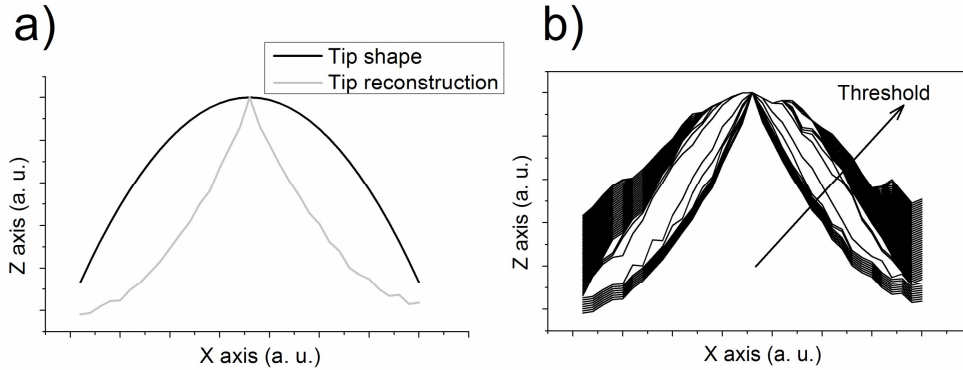 a)
Tip shape
Tip reconstruction
Z axis (a. u.)
X axis (a. u.)
b)
Threshold
Z axis (a. u.)
X axis (a. u.)